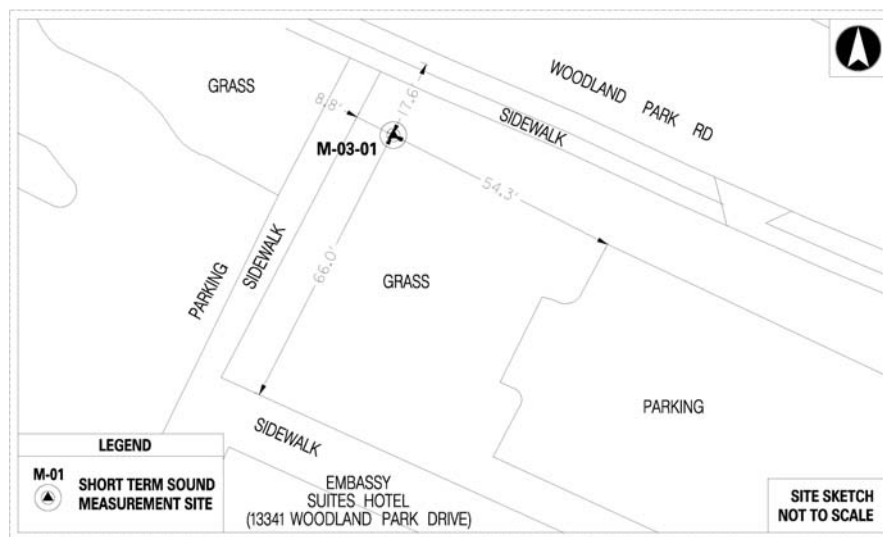 GRASS
WOODLAND PARK RD
SIDEWALK
8.8'
17.6'
M-03-01
54.3'
SIDEWALK
66.0'
PARKING
GRASS
PARKING
SIDEWALK
LEGEND
M-01
SHORT TERM SOUND
MEASUREMENT SITE
EMBASSY
SUITES HOTEL
(13341 WOODLAND PARK DRIVE)
SITE SKETCH
NOT TO SCALE